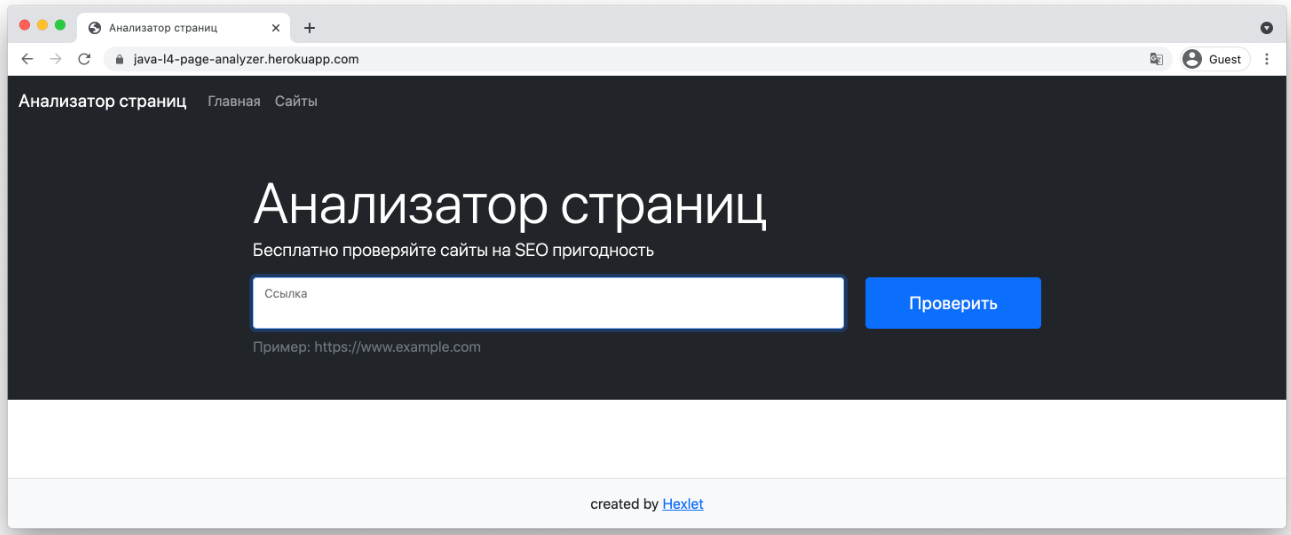 Анализатор страниц
java-l4-page-analyzer.herokuapp.com
Guest
Анализатор страниц Главная Сайты
Анализатор страниц
Бесплатно проверяйте сайты на SEO пригодность
Ссылка
Проверить
Пример: https://www.example.com
created by Hexlet